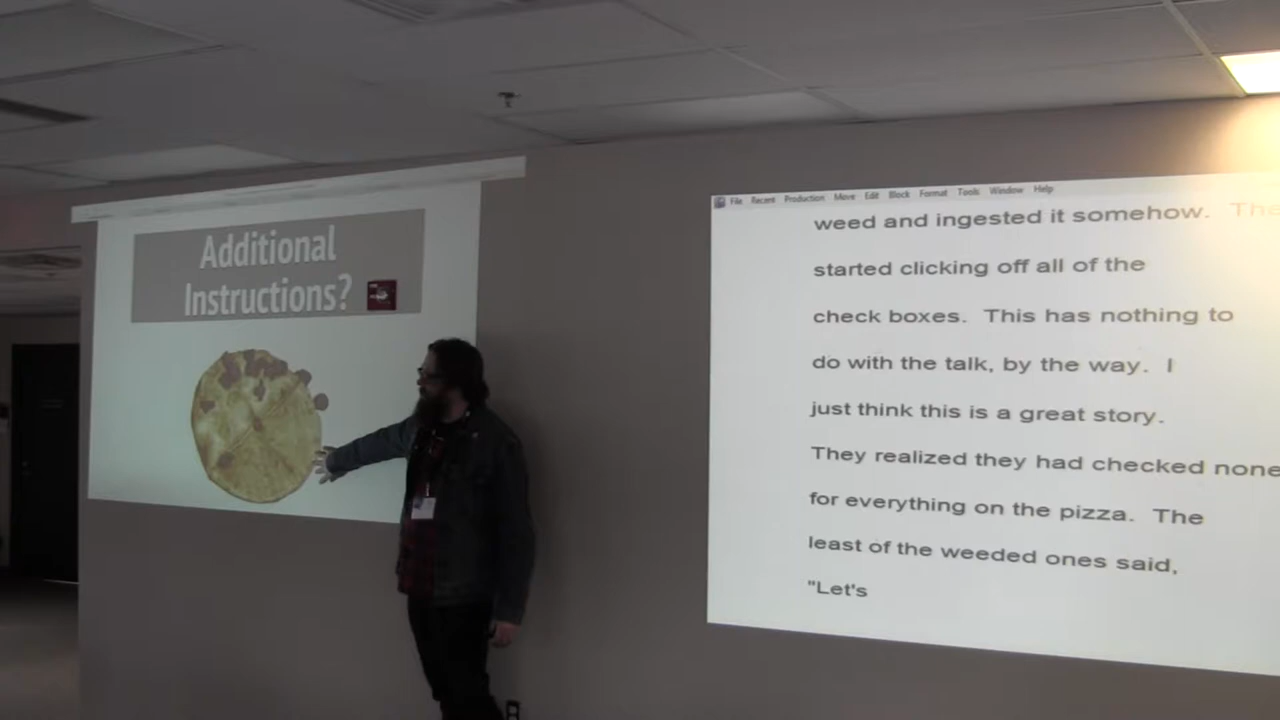 Additional
Instructions?
File Recent Production Move Edit Block Format Tools Window Help
weed and ingested it somehow. The
started clicking off all of the
check boxes. This has nothing to
do with the talk, by the way. I
just think this is a great story.
They realized they had checked none
for everything on the pizza. The
least of the weeded ones said,
"Let's